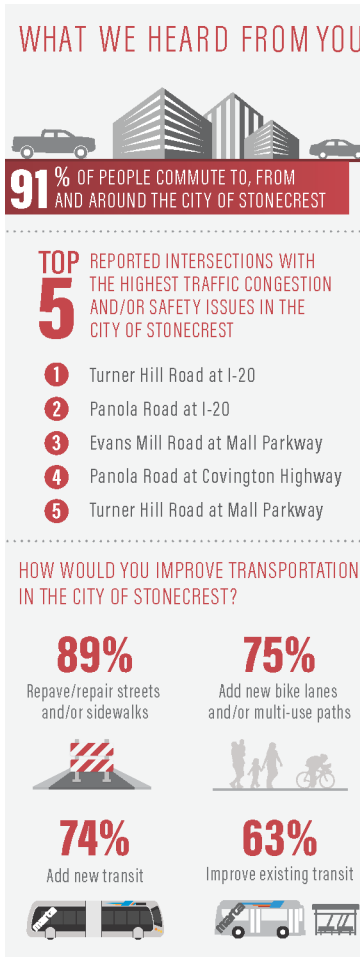 WHAT WE HEARD FROM YOU
91% OF PEOPLE COMMUTE TO, FROM
AND AROUND THE CITY OF STONECREST
TOP 5
REPORTED INTERSECTIONS WITH
THE HIGHEST TRAFFIC CONGESTION
AND/OR SAFETY ISSUES IN THE
CITY OF STONECREST
1 Turner Hill Road at I-20
2 Panola Road at I-20
3 Evans Mill Road at Mall Parkway
4 Panola Road at Covington Highway
5 Turner Hill Road at Mall Parkway
HOW WOULD YOU IMPROVE TRANSPORTATION
IN THE CITY OF STONECREST?
89%
Repave/repair streets
and/or sidewalks
75%
Add new bike lanes
and/or multi-use paths
74%
Add new transit
63%
Improve existing transit
marta
marta